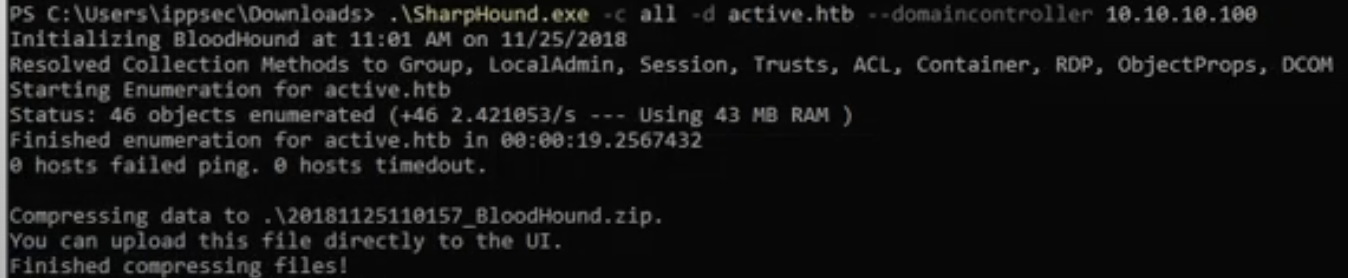 PS C:\Users\ippsec\Downloads> .\SharpHound.exe -c all -d active.htb --domaincontroller 10.10.10.100
Initializing BloodHound at 11:01 AM on 11/25/2018
Resolved Collection Methods to Group, LocalAdmin, Session, Trusts, ACL, Container, RDP, ObjectProps, DCOM
Starting Enumeration for active.htb
Status: 46 objects enumerated (+46 2.421053/s --- Using 43 MB RAM )
Finished enumeration for active.htb in 00:00:19.2567432
0 hosts failed ping. 0 hosts timedout.
Compressing data to .\20181125110157_BloodHound.zip.
You can upload this file directly to the UI.
Finished compressing files!